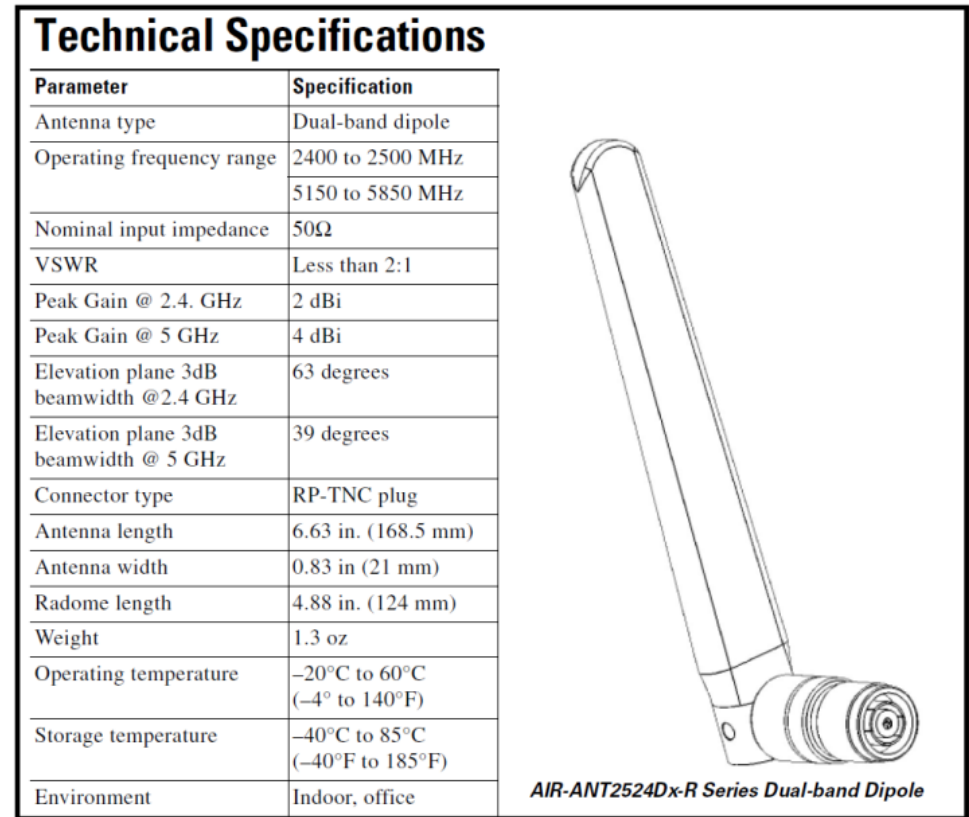 Technical Specifications
Parameter Specification
Antenna type Dual-band dipole
Operating frequency range 2400 to 2500 MHz
5150 to 5850 MHz
Nominal input impedance 50Ω
VSWR Less than 2:1
Peak Gain @ 2.4. GHz 2 dBi
Peak Gain @ 5 GHz 4 dBi
Elevation plane 3dB 63 degrees
beamwidth @2.4 GHz
Elevation plane 3dB 39 degrees
beamwidth @ 5 GHz
Connector type RP-TNC plug
Antenna length 6.63 in. (168.5 mm)
Antenna width 0.83 in (21 mm)
Radome length 4.88 in. (124 mm)
Weight 1.3 oz
Operating temperature –20°C to 60°C
(–4° to 140°F)
Storage temperature –40°C to 85°C
(–40°F to 185°F)
Environment Indoor, office
AIR-ANT2524Dx-R Series Dual-band Dipole